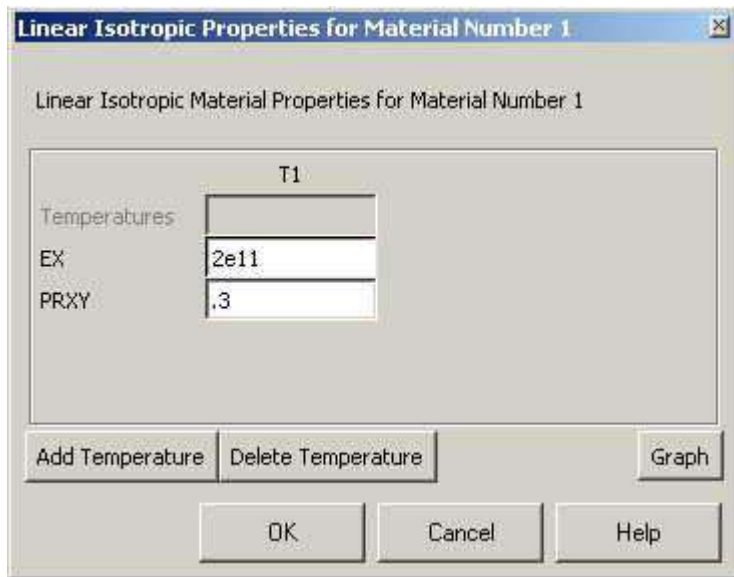 Linear Isotropic Properties for Material Number 1
Linear Isotropic Material Properties for Material Number 1
T1
Temperatures
EX 2e11
PRXY .3
Add Temperature Delete Temperature Graph
OK Cancel Help